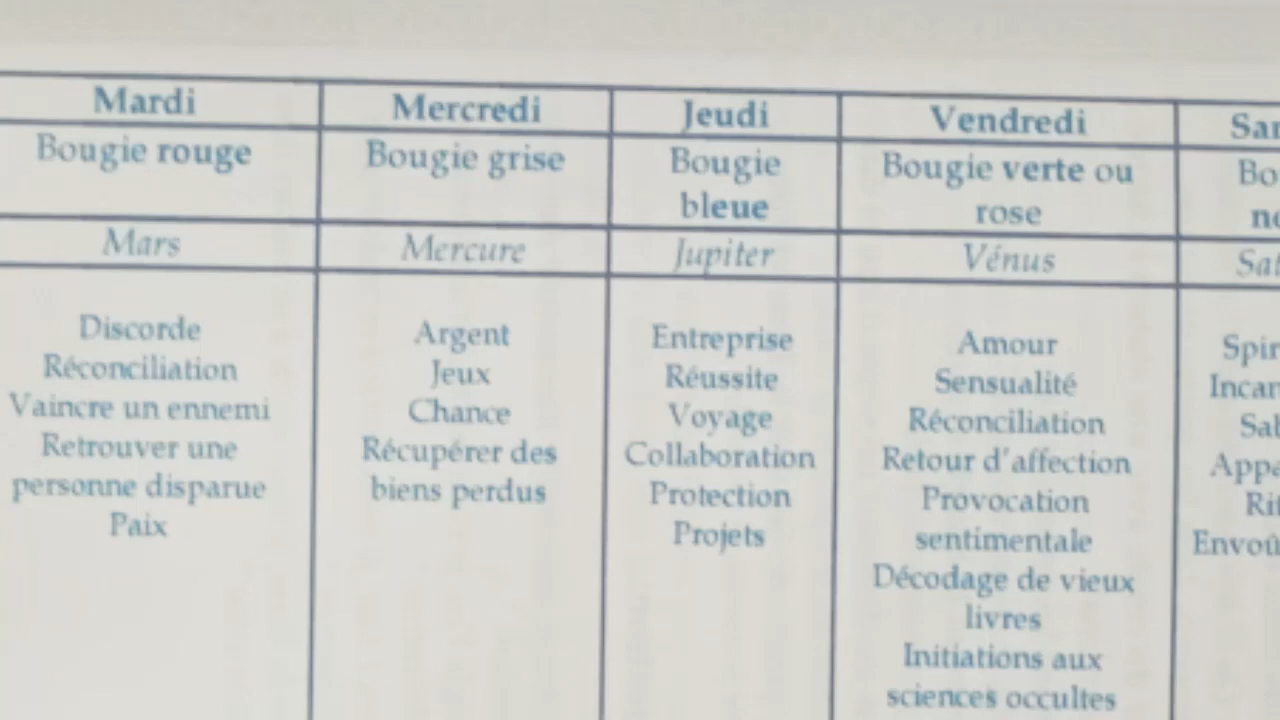 Mardi
Bougie rouge
Mars
Discorde
Réconciliation
Vaincre un ennemi
Retrouver une
personne disparue
Paix
Mercredi
Bougie grise
Mercure
Argent
Jeux
Chance
Récupérer des
biens perdus
Jeudi
Bougie
bleue
Jupiter
Entreprise
Réussite
Voyage
Collaboration
Protection
Projets
Vendredi
Bougie verte ou
rose
Vénus
Amour
Sensualité
Réconciliation
Retour d'affection
Provocation
sentimentale
Décodage de vieux
livres
Initiations aux
sciences occultes